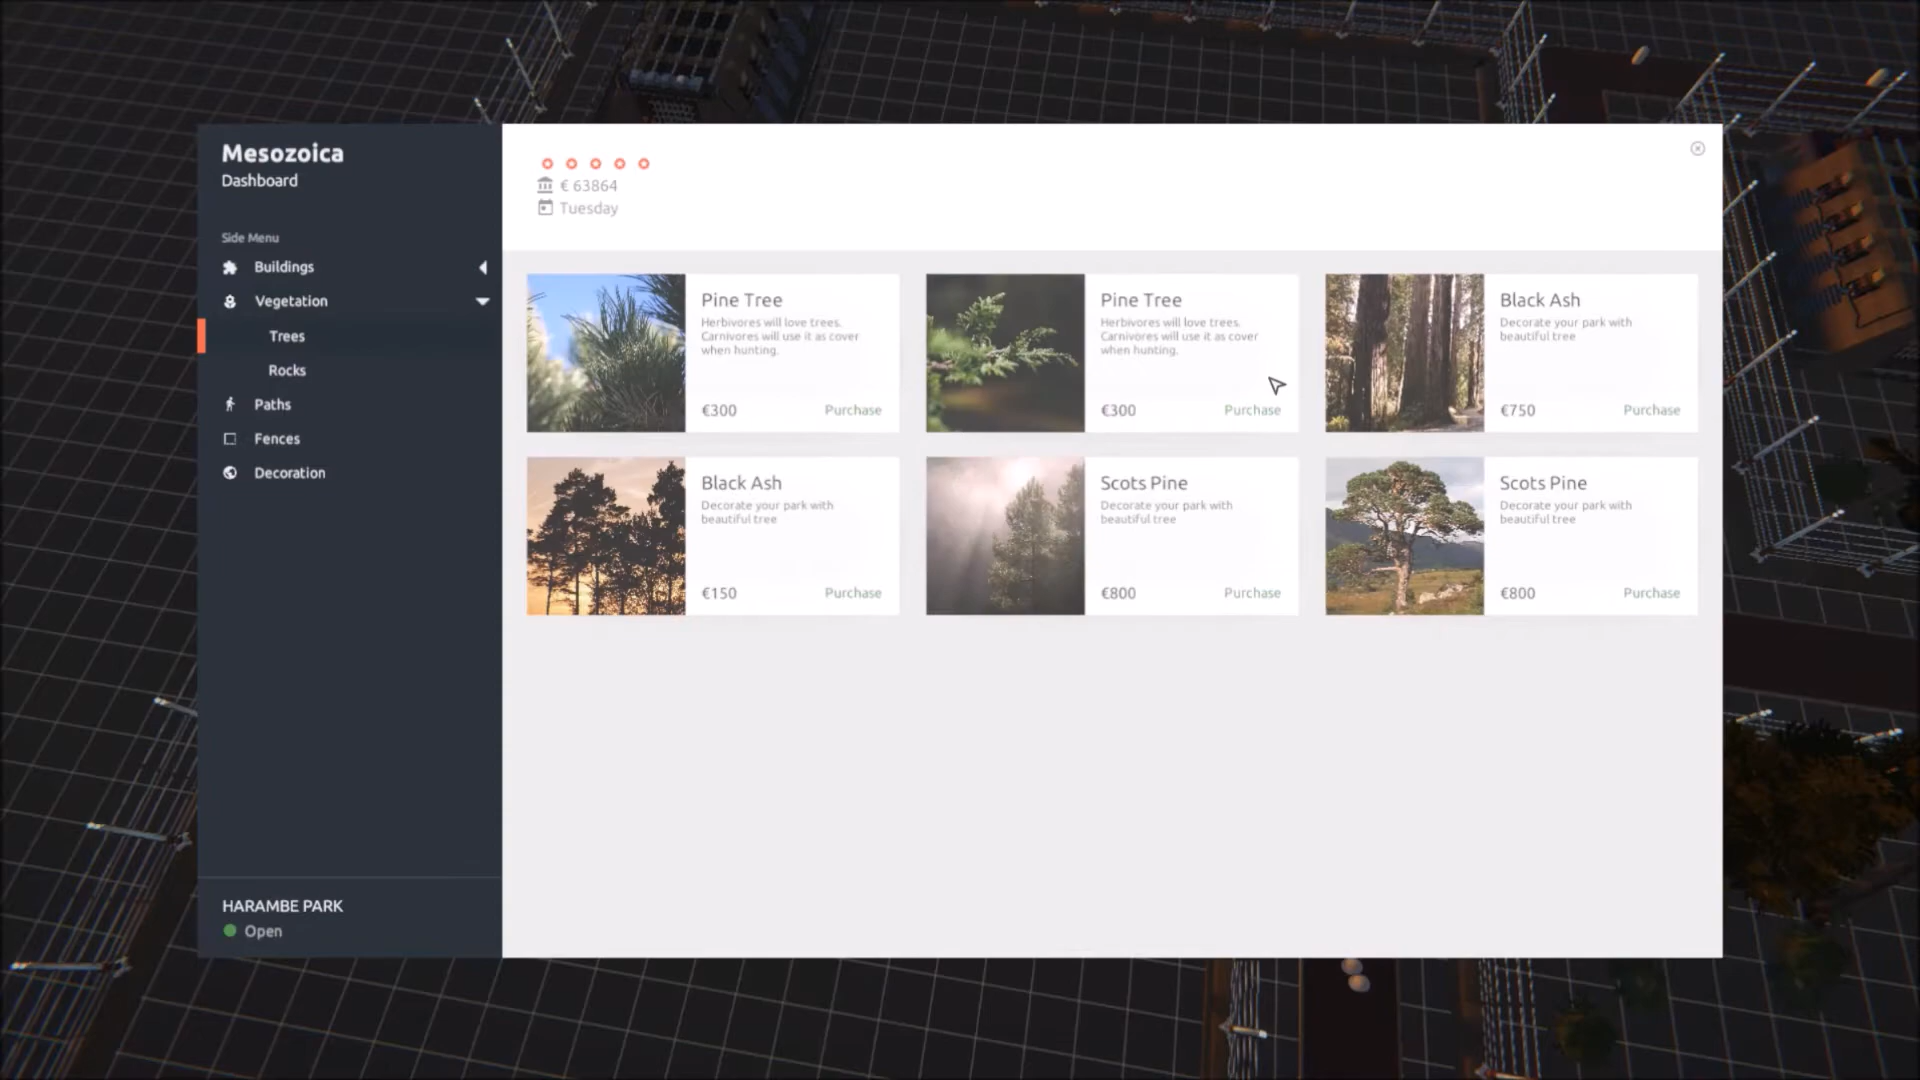 Mesozoica
Dashboard
Side Menu
Buildings
Vegetation
Trees
Rocks
Paths
Fences
Decoration
HARAMBE PARK
Open
€ 63864
Tuesday
Pine Tree
Herbivores will love trees.
Carnivores will use it as cover
when hunting.
€300 Purchase
Pine Tree
Herbivores will love trees.
Carnivores will use it as cover
when hunting.
€300 Purchase
Black Ash
Decorate your park with
beautiful tree
€750 Purchase
Black Ash
Decorate your park with
beautiful tree
€150 Purchase
Scots Pine
Decorate your park with
beautiful tree
€800 Purchase
Scots Pine
Decorate your park with
beautiful tree
€800 Purchase